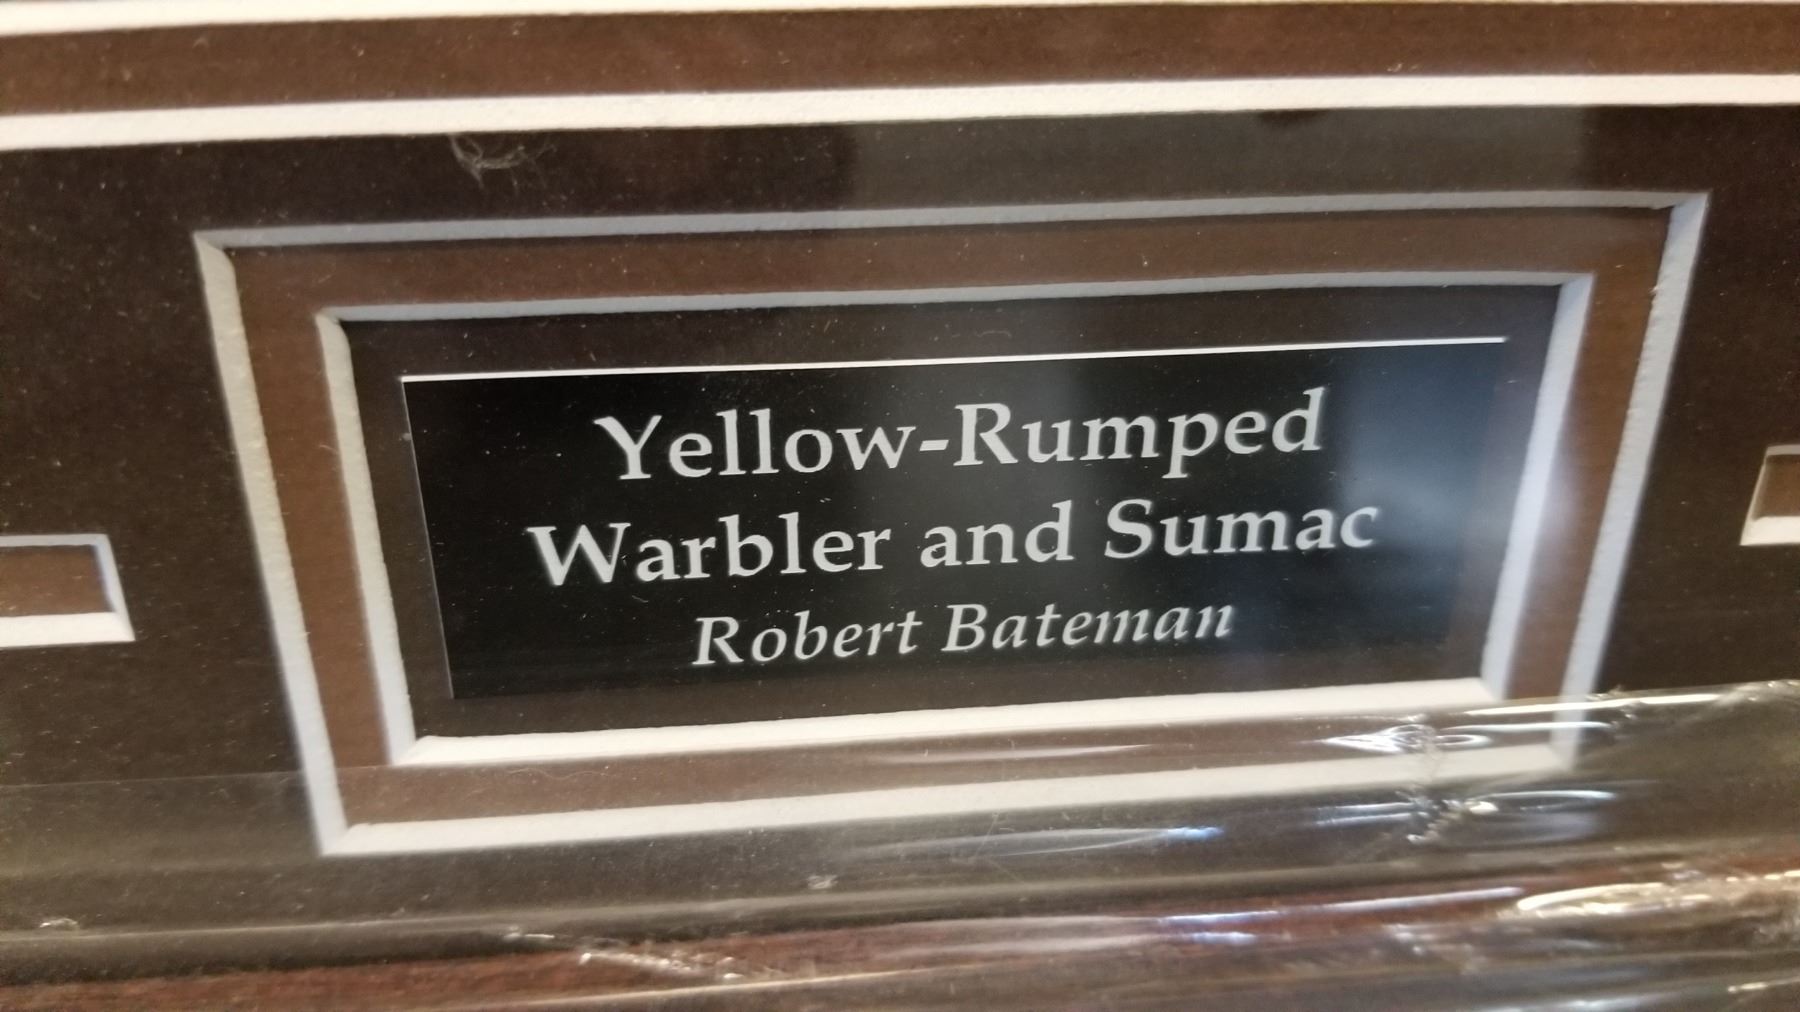 Yellow-Rumped
Warbler and Sumac
Robert Bateman